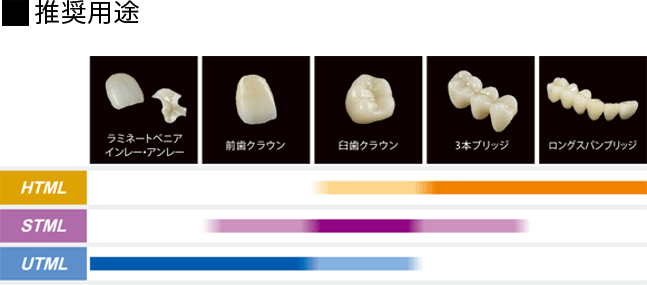 ■ 推奨用途
ラミネートベニア
インレー・アンレー
前歯クラウン
臼歯クラウン
3本ブリッジ
ロングスパンブリッジ
HTML
STML
UTML